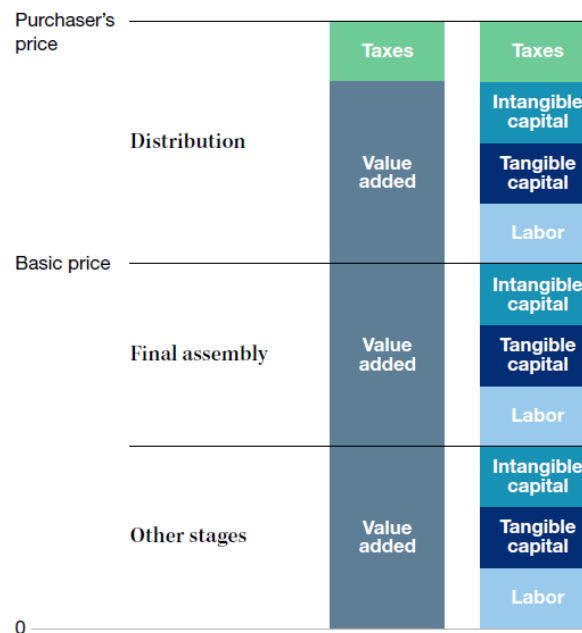 Purchaser's
price
Taxes
Taxes
Intangible
capital
Distribution
Value
added
Tangible
capital
Labor
Basic price
Intangible
capital
Final assembly
Value
added
Tangible
capital
Labor
Intangible
capital
Other stages
Value
added
Tangible
capital
Labor
0